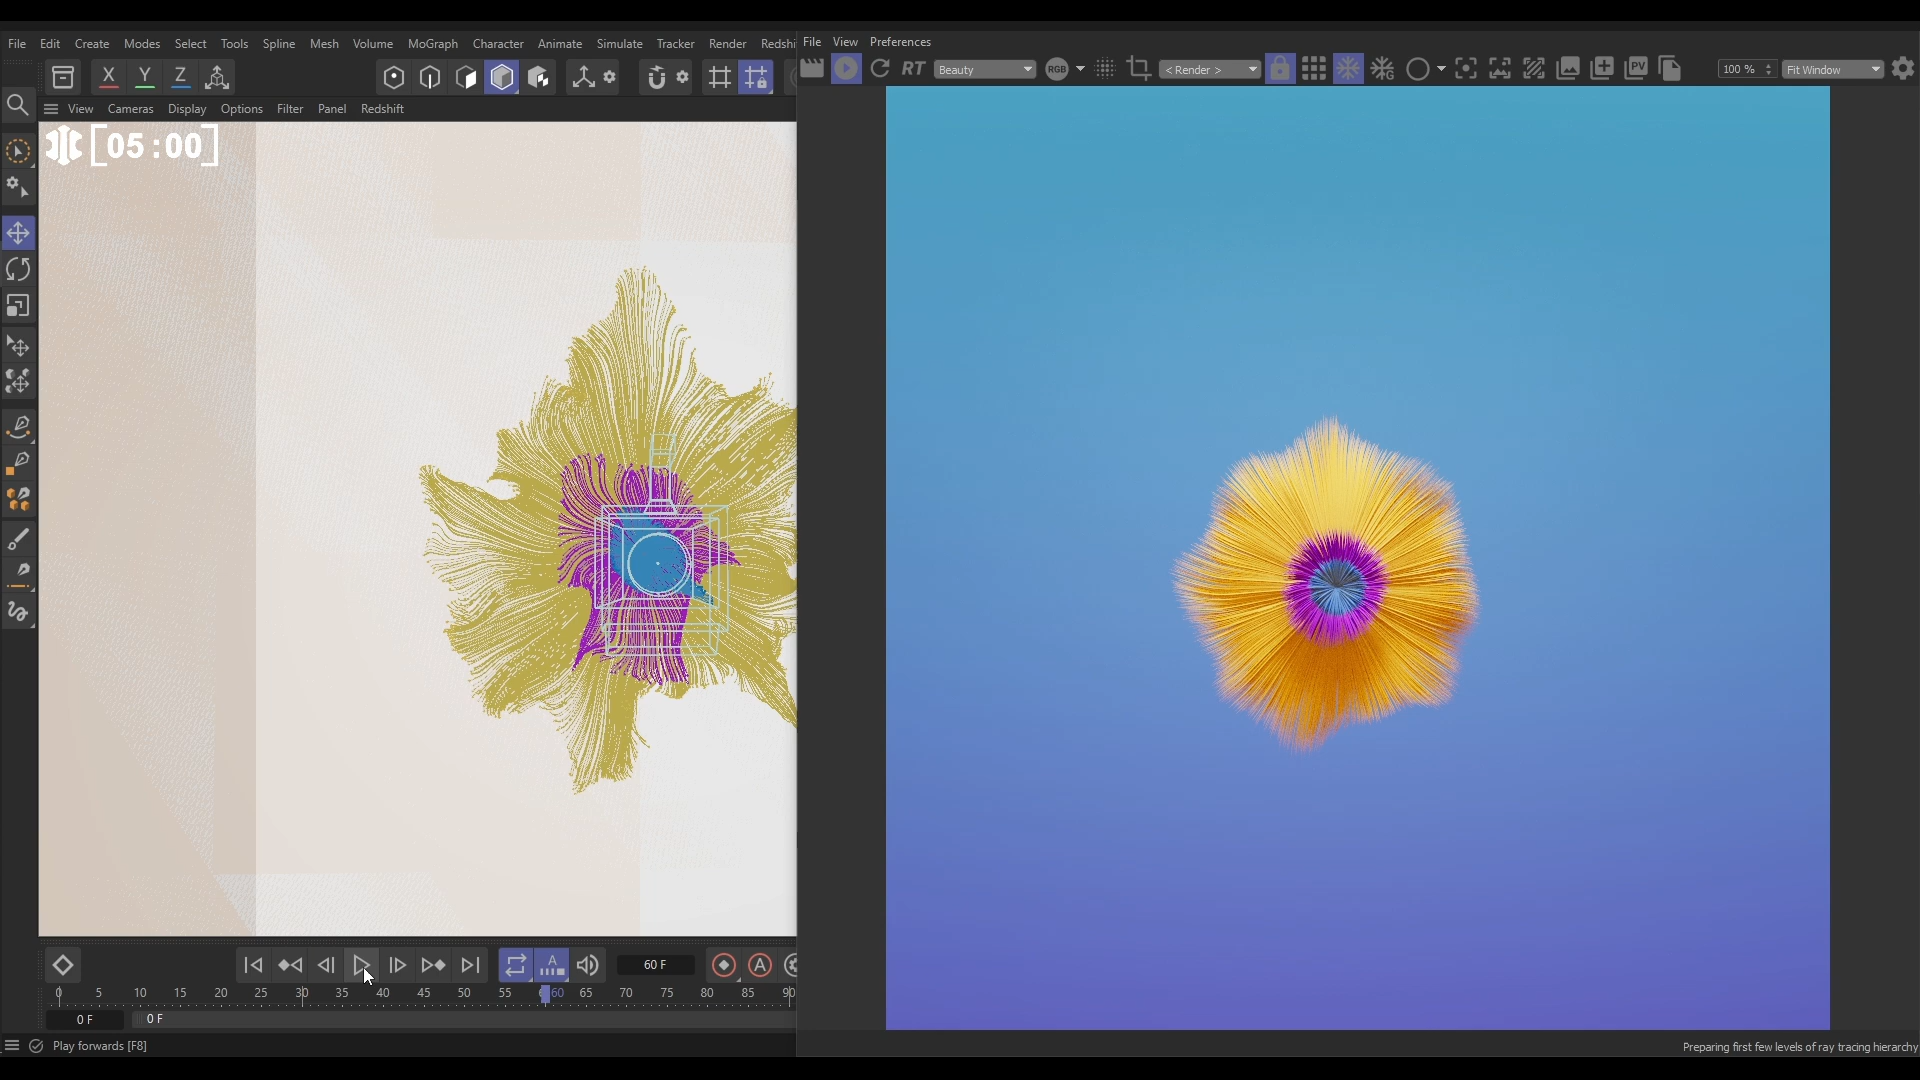 File Edit Create Modes Select Tools Spline Mesh Volume MoGraph Character Animate Simulate Tracker Render Redshi
File View Preferences
X Y Z
RT Beauty RGB < Render > PV 100 % Fit Window
View Cameras Display Options Filter Panel Redshift
[05:00]
A 60 F A
0 5 10 15 20 25 30 35 40 45 50 55 60 65 70 75 80 85 90
0 F 0 F
Play forwards [F8]
Preparing first few levels of ray tracing hierarchy